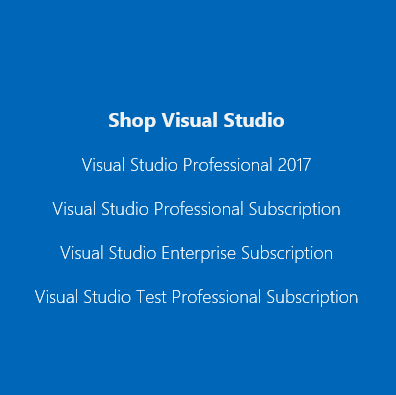 Shop Visual Studio
Visual Studio Professional 2017
Visual Studio Professional Subscription
Visual Studio Enterprise Subscription
Visual Studio Test Professional Subscription